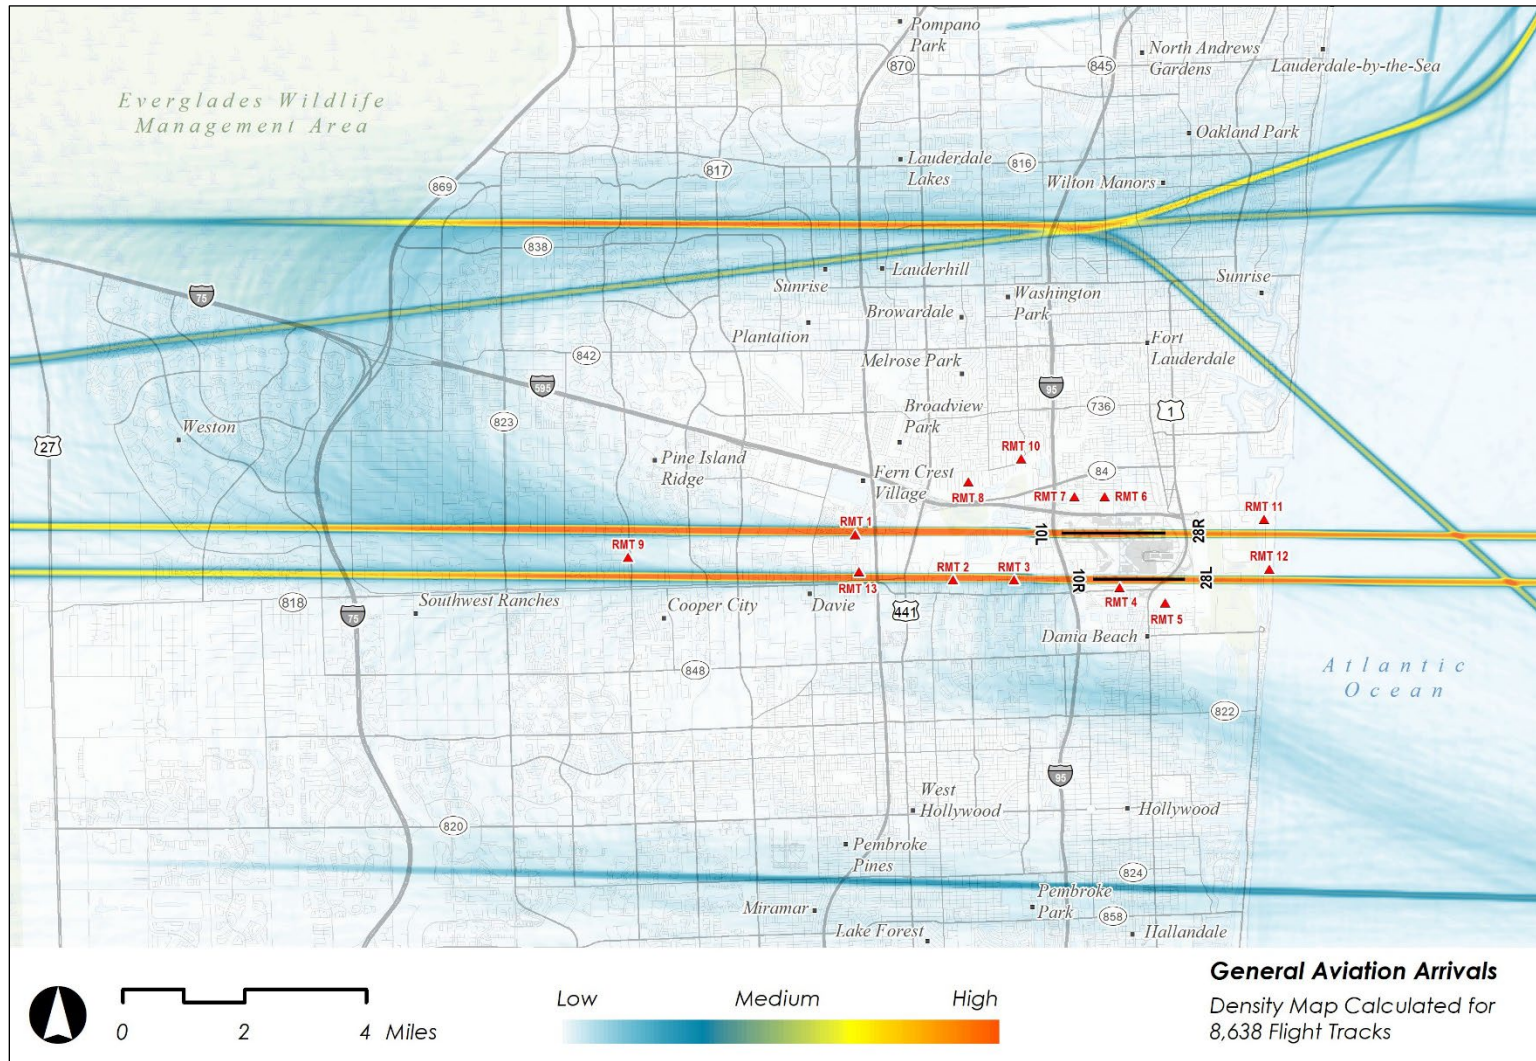 Pompano
Park
870
845
North Andrews
Gardens
Lauderdale-by-the-Sea
Everglades Wildlife
Management Area
Oakland Park
Lauderdale
Lakes
816
817
Wilton Manors
869
838
Sunrise
Lauderhill
Sunrise
75
Washington
Park
Browardale
Plantation
Fort
Lauderdale
842
Melrose Park
595
95
736
1
823
Broadview
Park
27
Weston
Pine Island
Ridge
RMT 10
84
Fern Crest
Village
RMT 8
RMT 7
RMT 6
RMT 11
RMT 1
10L
28R
RMT 9
RMT 12
RMT 2
RMT 3
10R
28L
RMT 13
RMT 4
818
Southwest Ranches
Cooper City
Davie
441
RMT 5
75
Dania Beach
848
Atlantic
Ocean
822
95
West
Hollywood
Hollywood
820
Pembroke
Pines
824
Pembroke
Park
Miramar
858
Lake Forest
Hallandale
0 2 4 Miles
Low Medium High
General Aviation Arrivals
Density Map Calculated for
8,638 Flight Tracks